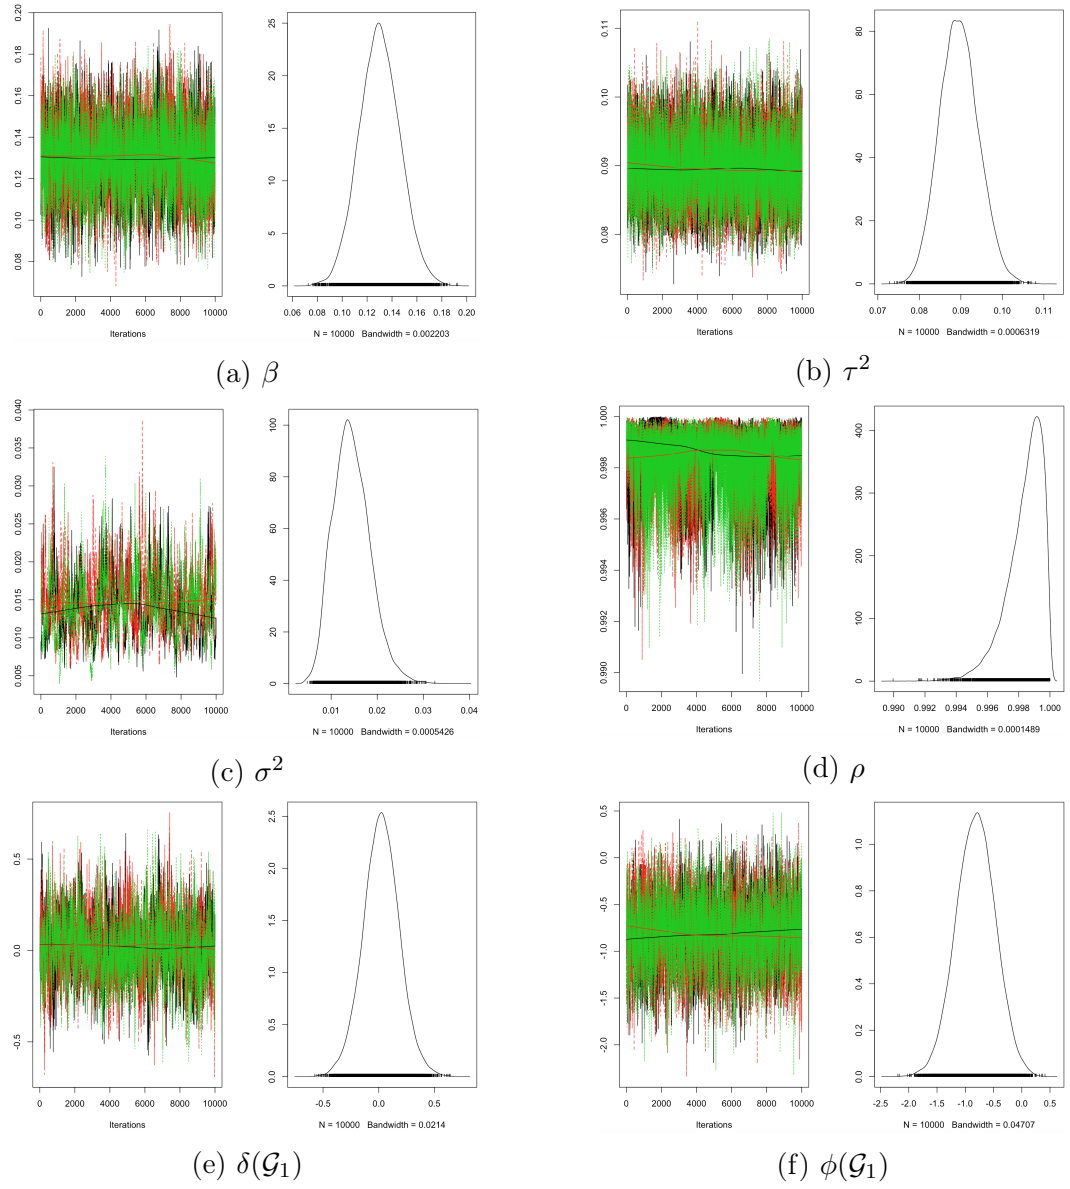 0.20
0.18
0.16
0.14
0.12
0.10
0.08
0 2000 4000 6000 8000 10000
Iterations
25
20
15
10
5
0
0.06 0.08 0.10 0.12 0.14 0.16 0.18 0.20
N = 10000 Bandwidth = 0.002203
(a) β
0.11
0.10
0.09
0.08
0 2000 4000 6000 8000 10000
Iterations
80
60
40
20
0
0.07 0.08 0.09 0.10 0.11
N = 10000 Bandwidth = 0.0006319
(b) τ²
0.040
0.035
0.030
0.025
0.020
0.015
0.010
0.005
0 2000 4000 6000 8000 10000
Iterations
100
80
60
40
20
0
0.01 0.02 0.03 0.04
N = 10000 Bandwidth = 0.0005426
(c) σ²
1.000
0.998
0.996
0.994
0.992
0.990
0 2000 4000 6000 8000 10000
Iterations
400
300
200
100
0
0.990 0.992 0.994 0.996 0.998 1.000
N = 10000 Bandwidth = 0.0001489
(d) ρ
0.5
0.0
-0.5
0 2000 4000 6000 8000 10000
Iterations
2.5
2.0
1.5
1.0
0.5
0.0
-0.5 0.0 0.5
N = 10000 Bandwidth = 0.0214
(e) δ(𝒢₁)
0.5
0.0
-0.5
-1.0
-1.5
-2.0
0 2000 4000 6000 8000 10000
Iterations
1.0
0.8
0.6
0.4
0.2
0.0
-2.5 -2.0 -1.5 -1.0 -0.5 0.0 0.5
N = 10000 Bandwidth = 0.04707
(f) ϕ(𝒢₁)